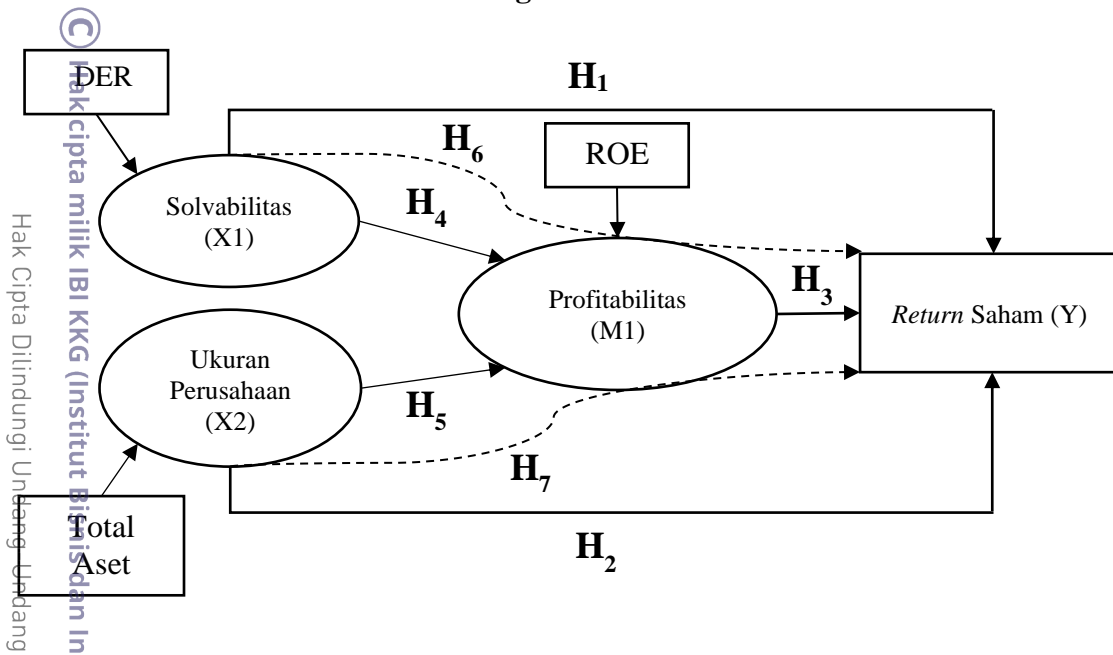 DER
H1
H6
ROE
Solvabilitas
(X1)
H4
Profitabilitas
(M1)
H3
Return Saham (Y)
Ukuran
Perusahaan
(X2)
H5
H7
Total
Aset
H2
© Hak cipta milik IBI KKG (Institut Bisnis dan In
Hak Cipta Dilindungi Undang-Undang